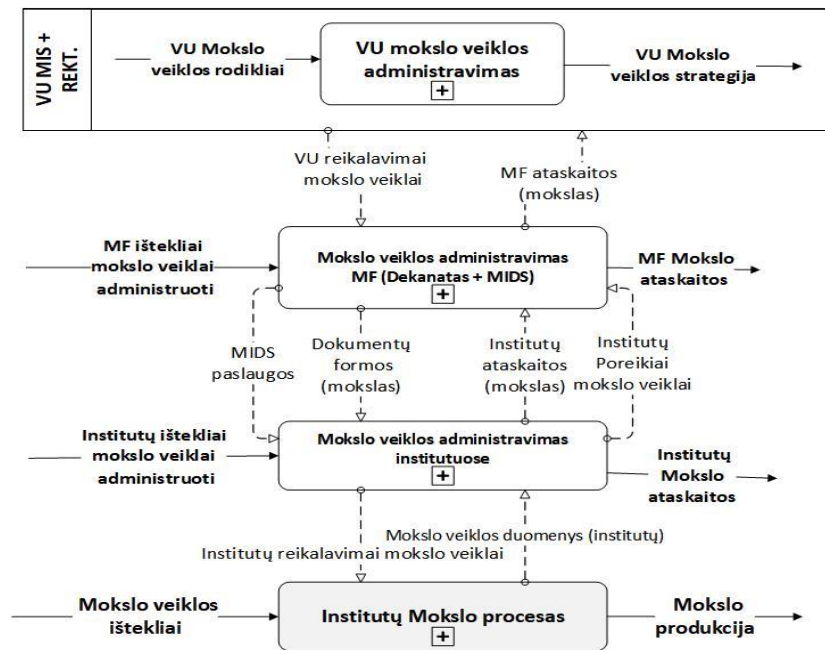 VU MIS +
REKT.
VU Mokslo
veiklos rodikliai
VU mokslo veiklos
administravimas
VU Mokslo
veiklos strategija
VU reikalavimai
mokslo veiklai
MF ataskaitos
(mokslas)
MF ištekliai
mokslo veiklai
administruoti
Mokslo veiklos administravimas
MF (Dekanatas + MIDS)
MF Mokslo
ataskaitos
MIDS
paslaugos
Dokumentų
formos
(mokslas)
Institutų
ataskaitos
(mokslas)
Institutų
Poreikiai
mokslo veiklai
Institutų ištekliai
mokslo veiklai
administruoti
Mokslo veiklos administravimas
institutuose
Institutų
Mokslo
ataskaitos
Mokslo veiklos duomenys (institutų)
Institutų reikalavimai mokslo veiklai
Mokslo veiklos
ištekliai
Institutų Mokslo procesas
Mokslo
produkcija